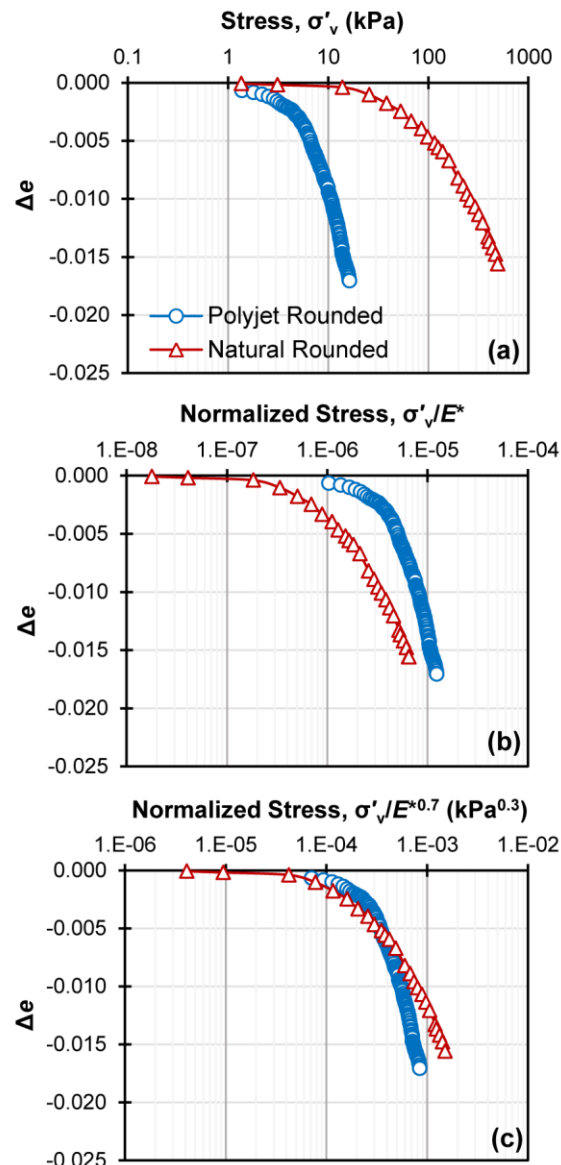 Stress, σ′ᵥ (kPa)
0.1 1 10 100 1000
0.000
-0.005
-0.010
-0.015
-0.020
-0.025
Δe
Polyjet Rounded
Natural Rounded
(a)
Normalized Stress, σ′ᵥ/E*
1.E-08 1.E-07 1.E-06 1.E-05 1.E-04
0.000
-0.005
-0.010
-0.015
-0.020
-0.025
Δe
(b)
Normalized Stress, σ′ᵥ/E*⁰·⁷ (kPa⁰·³)
1.E-06 1.E-05 1.E-04 1.E-03 1.E-02
0.000
-0.005
-0.010
-0.015
-0.020
-0.025
Δe
(c)